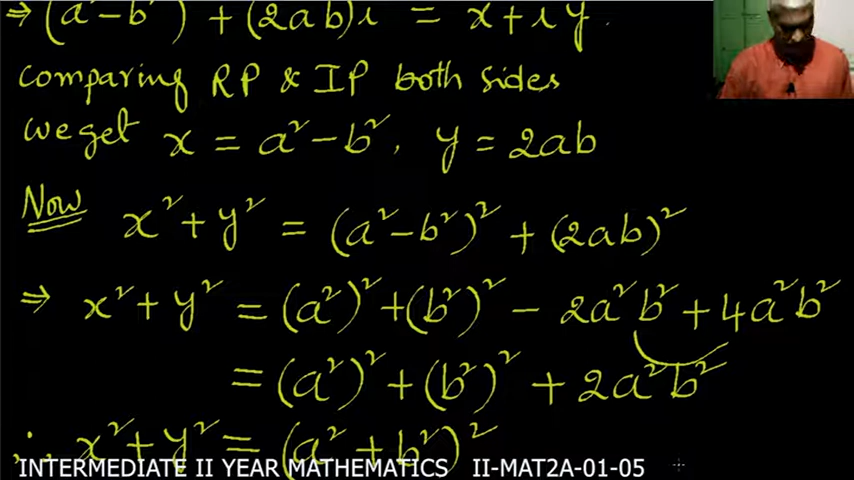 ⇒ (a² − b²) + (2ab)i = x + iy.
comparing RP & IP both sides
we get x = a² − b², y = 2ab
Now x² + y² = (a² − b²)² + (2ab)²
⇒ x² + y² = (a²)² + (b²)² − 2a²b² + 4a²b²
= (a²)² + (b²)² + 2a²b²
∴ x² + y² = (a² + b²)²
INTERMEDIATE II YEAR MATHEMATICS II-MAT2A-01-05